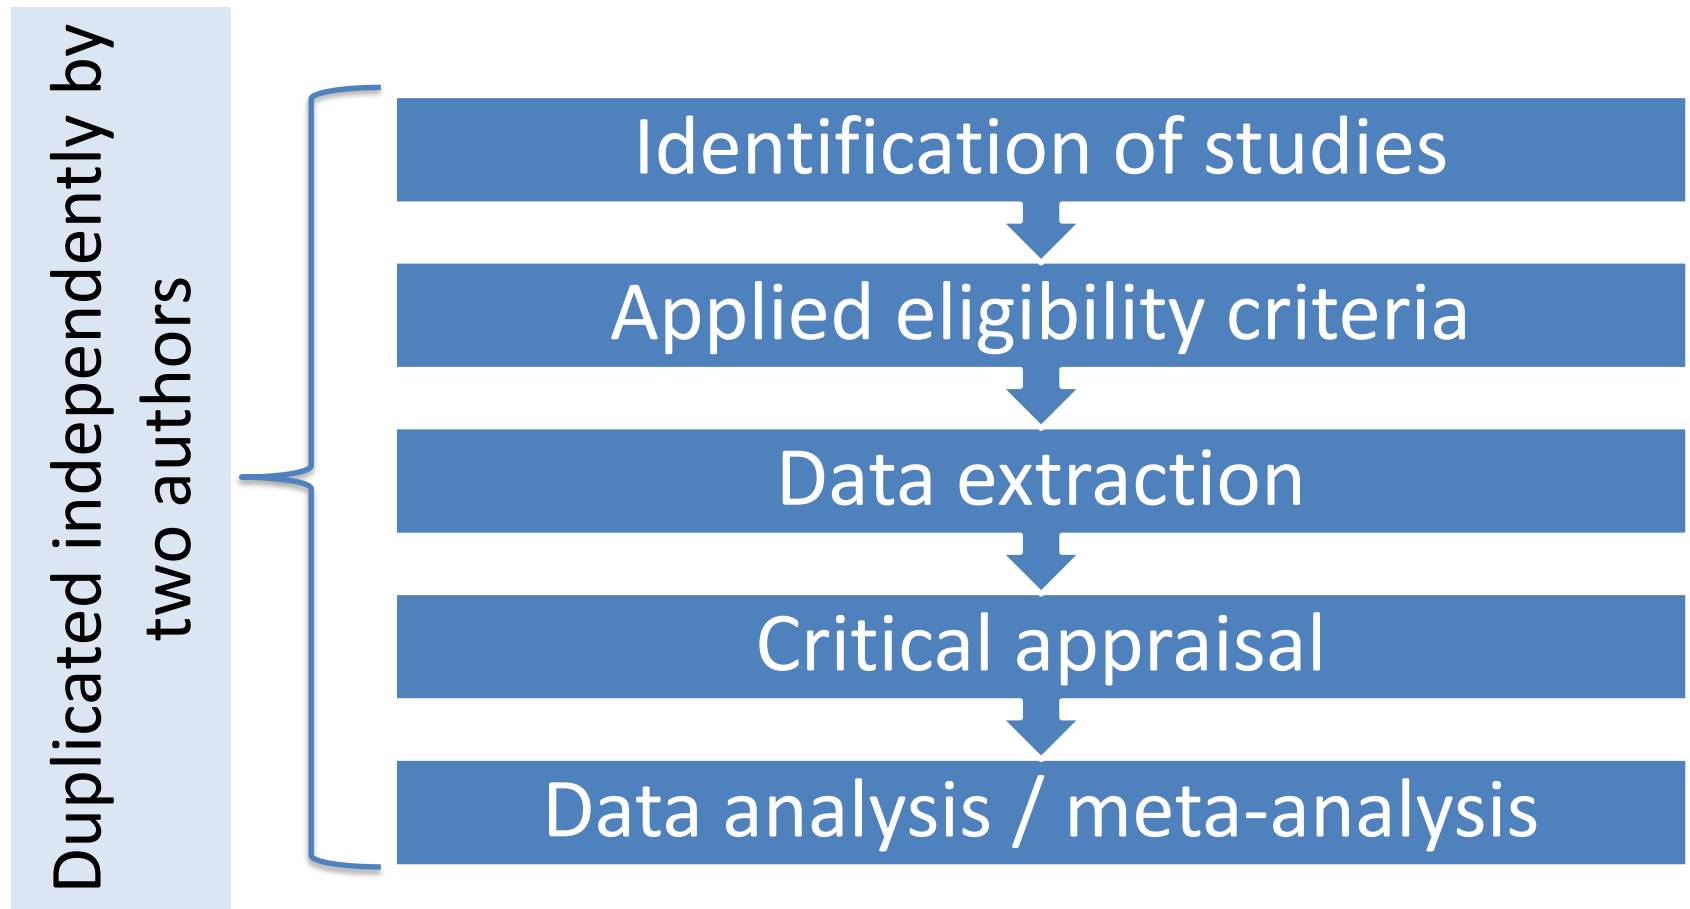 Duplicated independently by
two authors
Identification of studies
Applied eligibility criteria
Data extraction
Critical appraisal
Data analysis / meta-analysis